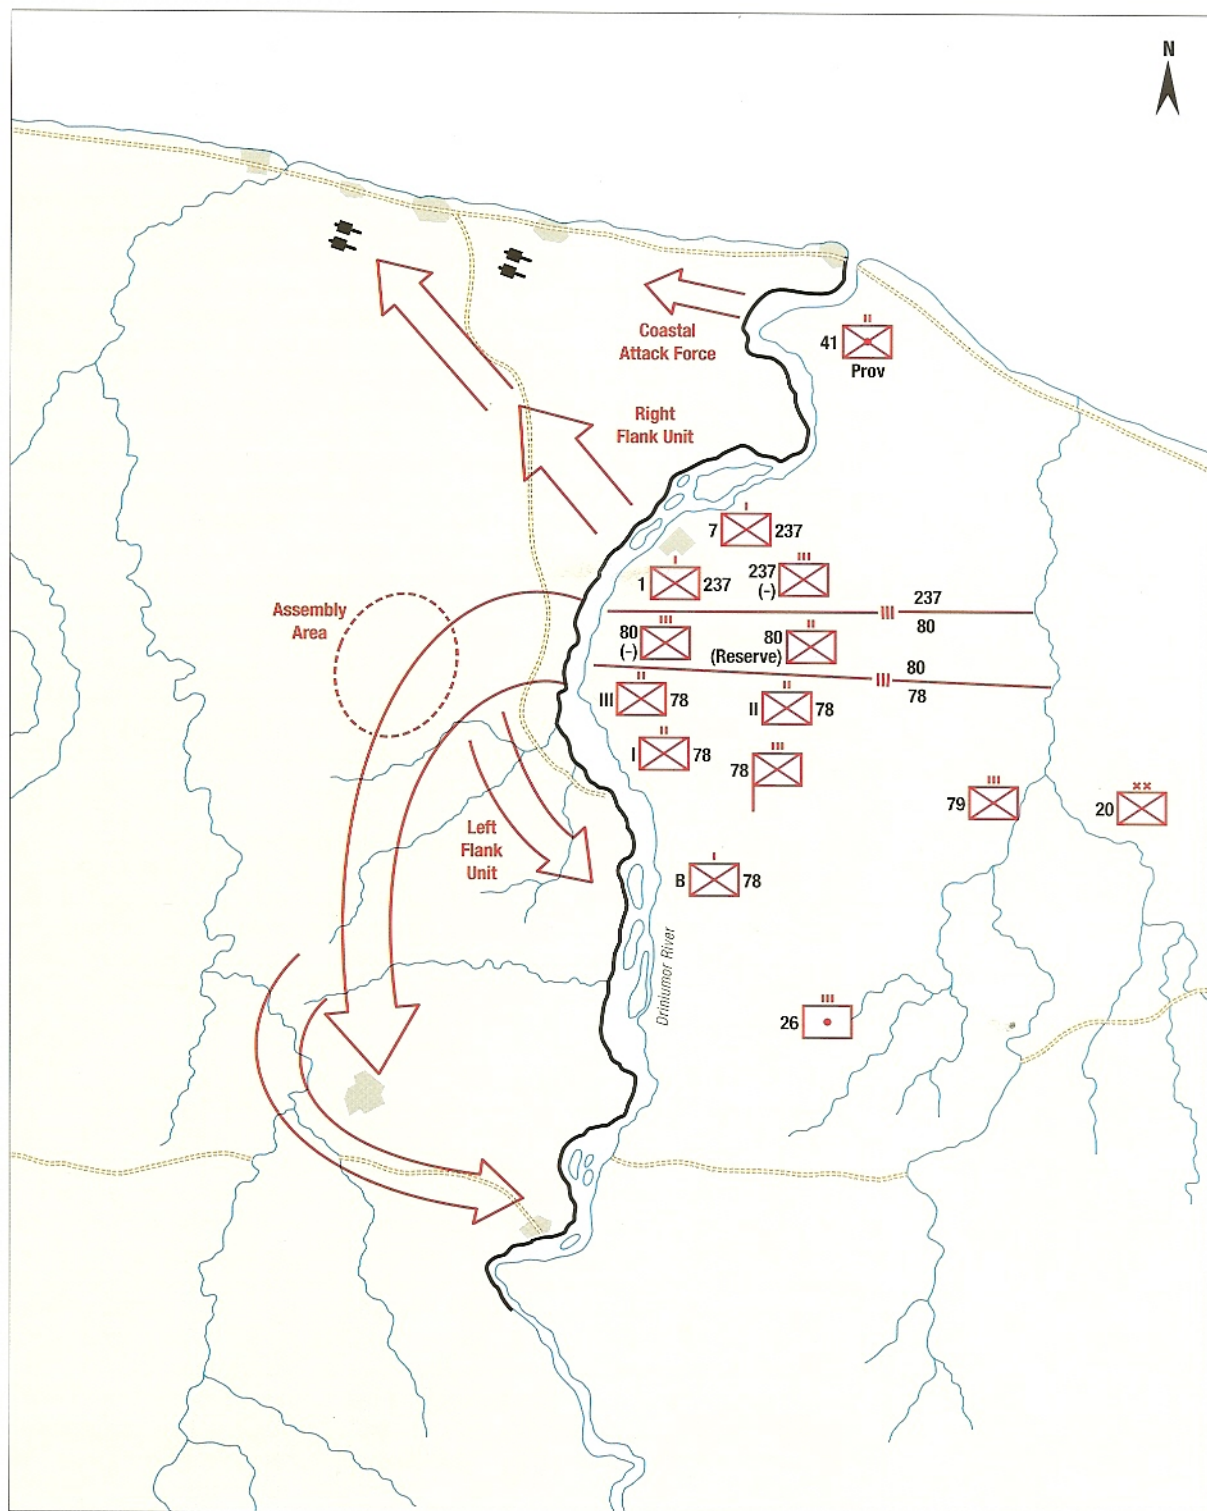 N
Coastal
Attack Force
41
Prov
Right
Flank Unit
7 237
1 237
237
(-)
237
80
Assembly
Area
80
(-)
80
(Reserve)
80
78
III 78
II 78
I 78
78
79
20
Left
Flank
Unit
B 78
Driniumor River
26